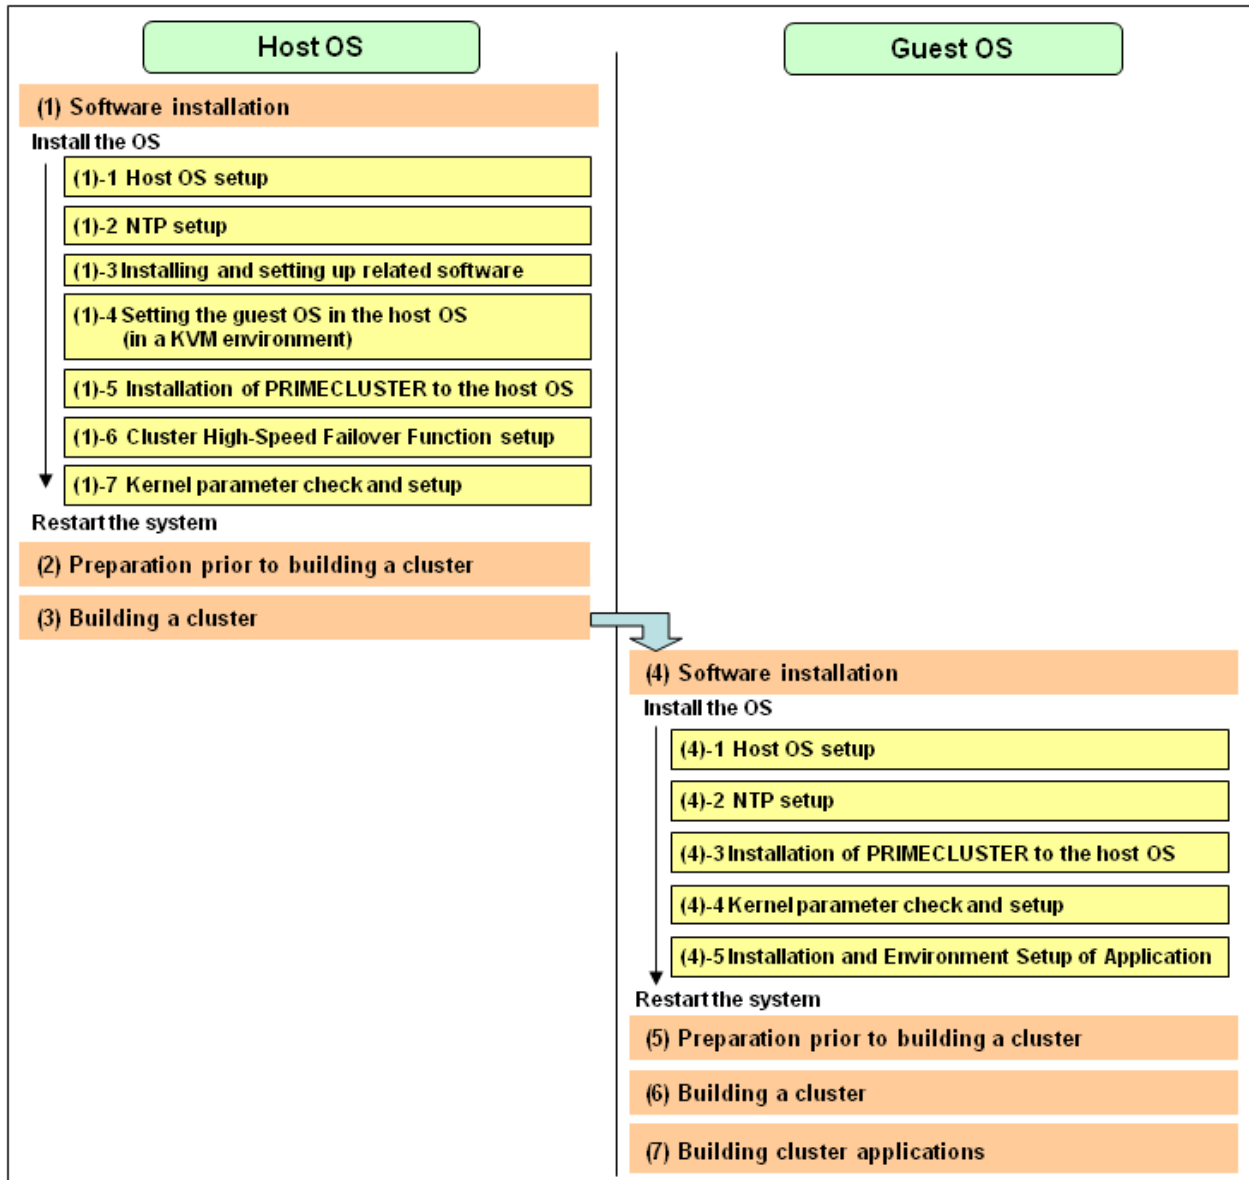 Host OS
Guest OS
(1) Software installation
Install the OS
(1)-1 Host OS setup
(1)-2 NTP setup
(1)-3 Installing and setting up related software
(1)-4 Setting the guest OS in the host OS
(in a KVM environment)
(1)-5 Installation of PRIMECLUSTER to the host OS
(1)-6 Cluster High-Speed Failover Function setup
(1)-7 Kernel parameter check and setup
Restart the system
(2) Preparation prior to building a cluster
(3) Building a cluster
(4) Software installation
Install the OS
(4)-1 Host OS setup
(4)-2 NTP setup
(4)-3 Installation of PRIMECLUSTER to the host OS
(4)-4 Kernel parameter check and setup
(4)-5 Installation and Environment Setup of Application
Restart the system
(5) Preparation prior to building a cluster
(6) Building a cluster
(7) Building cluster applications